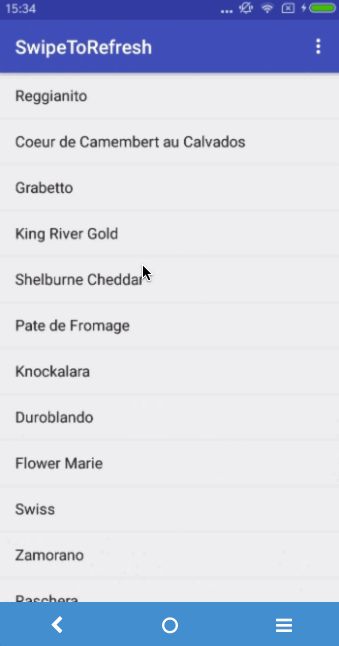 15:34
SwipeToRefresh
Reggianito
Coeur de Camembert au Calvados
Grabetto
King River Gold
Shelburne Cheddar
Pate de Fromage
Knockalara
Duroblando
Flower Marie
Swiss
Zamorano
Raschera